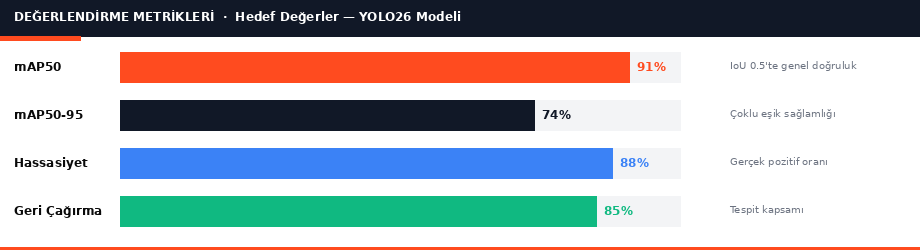 DEĞERLENDİRME METRİKLERİ · Hedef Değerler — YOLO26 Modeli
mAP50 91% IoU 0.5'te genel doğruluk
mAP50-95 74% Çoklu eşik sağlamlığı
Hassasiyet 88% Gerçek pozitif oranı
Geri Çağırma 85% Tespit kapsamı